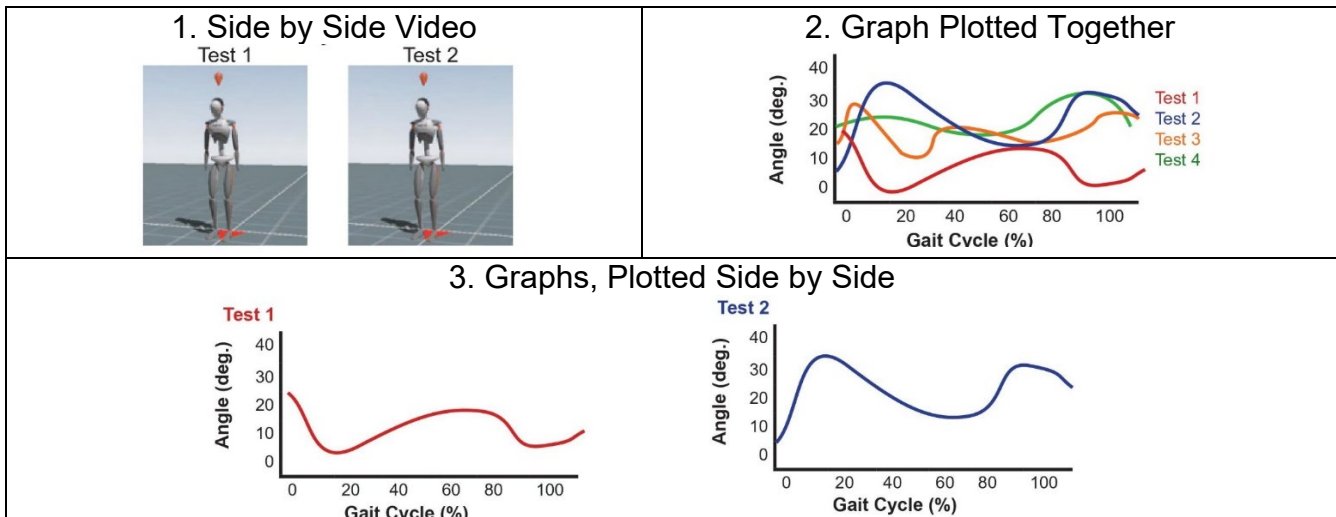 1. Side by Side Video
Test 1
Test 2
2. Graph Plotted Together
Angle (deg.)
40
30
20
10
0
0 20 40 60 80 100
Gait Cycle (%)
Test 1
Test 2
Test 3
Test 4
3. Graphs, Plotted Side by Side
Test 1
Angle (deg.)
40
30
20
10
0
0 20 40 60 80 100
Gait Cycle (%)
Test 2
Angle (deg.)
40
30
20
10
0
0 20 40 60 80 100
Gait Cycle (%)